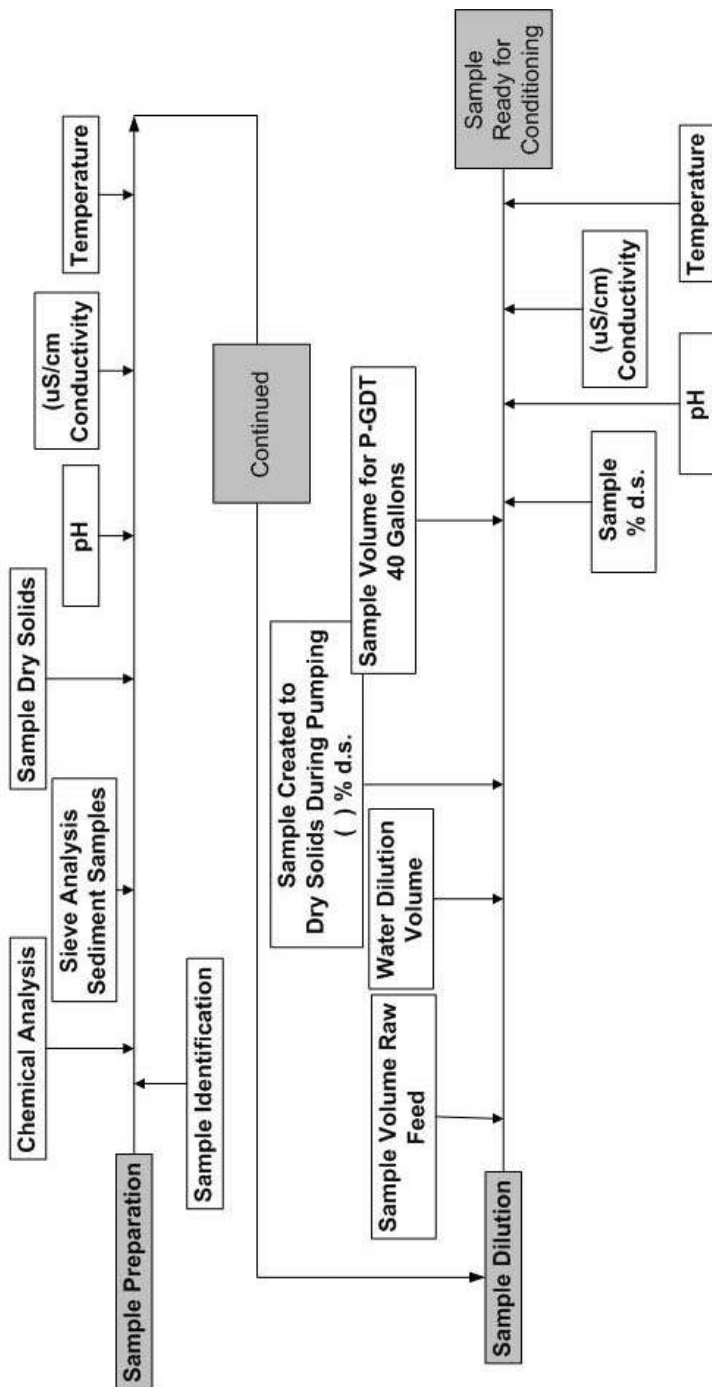 Sample Preparation
Sample Identification
Chemical Analysis
Sieve Analysis
Sediment Samples
Sample Dry Solids
pH
(uS/cm
Conductivity
Temperature
Continued
Sample Dilution
Sample Volume Raw
Feed
Water Dilution
Volume
Sample Created to
Dry Solids During Pumping
( ) % d.s.
Sample Volume for P-GDT
40 Gallons
Sample
% d.s.
pH
(uS/cm)
Conductivity
Temperature
Sample
Ready for
Conditioning